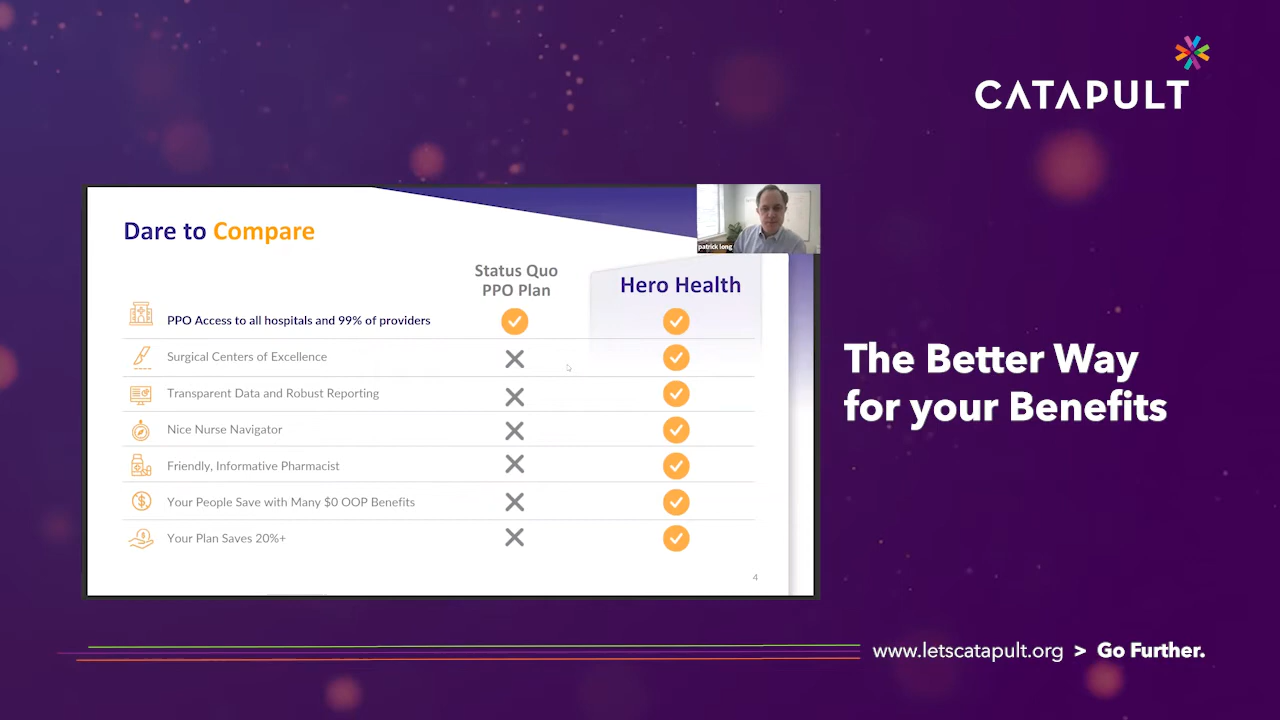 CATAPULT
Dare to Compare
patrick long
Status Quo
PPO Plan
Hero Health
PPO Access to all hospitals and 99% of providers
Surgical Centers of Excellence
Transparent Data and Robust Reporting
Nice Nurse Navigator
Friendly, Informative Pharmacist
Your People Save with Many $0 OOP Benefits
Your Plan Saves 20%+
4
The Better Way
for your Benefits
www.letscatapult.org > Go Further.